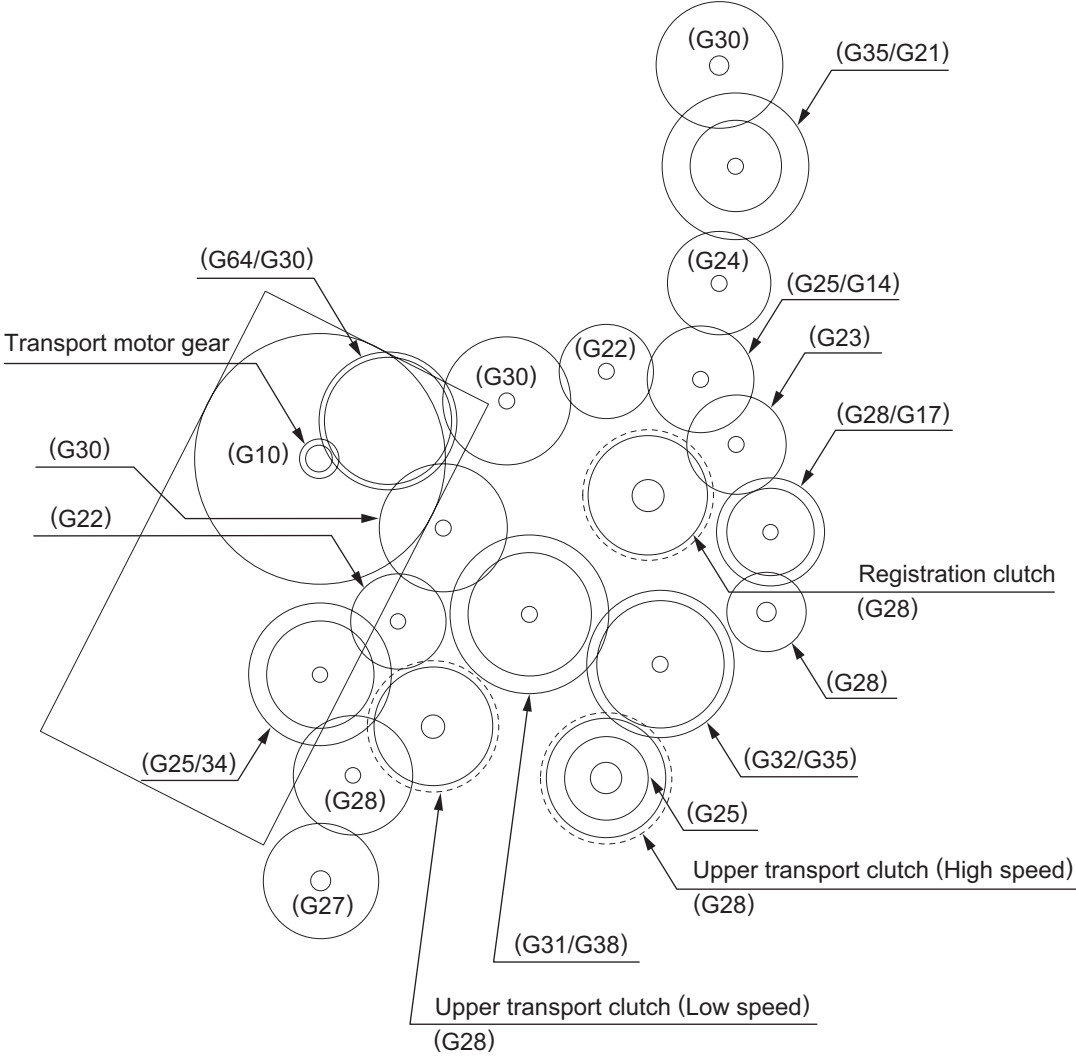 (G30)
(G35/G21)
(G64/G30)
(G24)
(G25/G14)
Transport motor gear
(G23)
(G22)
(G30)
(G28/G17)
(G30)
(G10)
(G22)
Registration clutch
(G28)
(G28)
(G25/34)
(G32/G35)
(G28)
(G25)
Upper transport clutch (High speed)
(G28)
(G27)
(G31/G38)
Upper transport clutch (Low speed)
(G28)